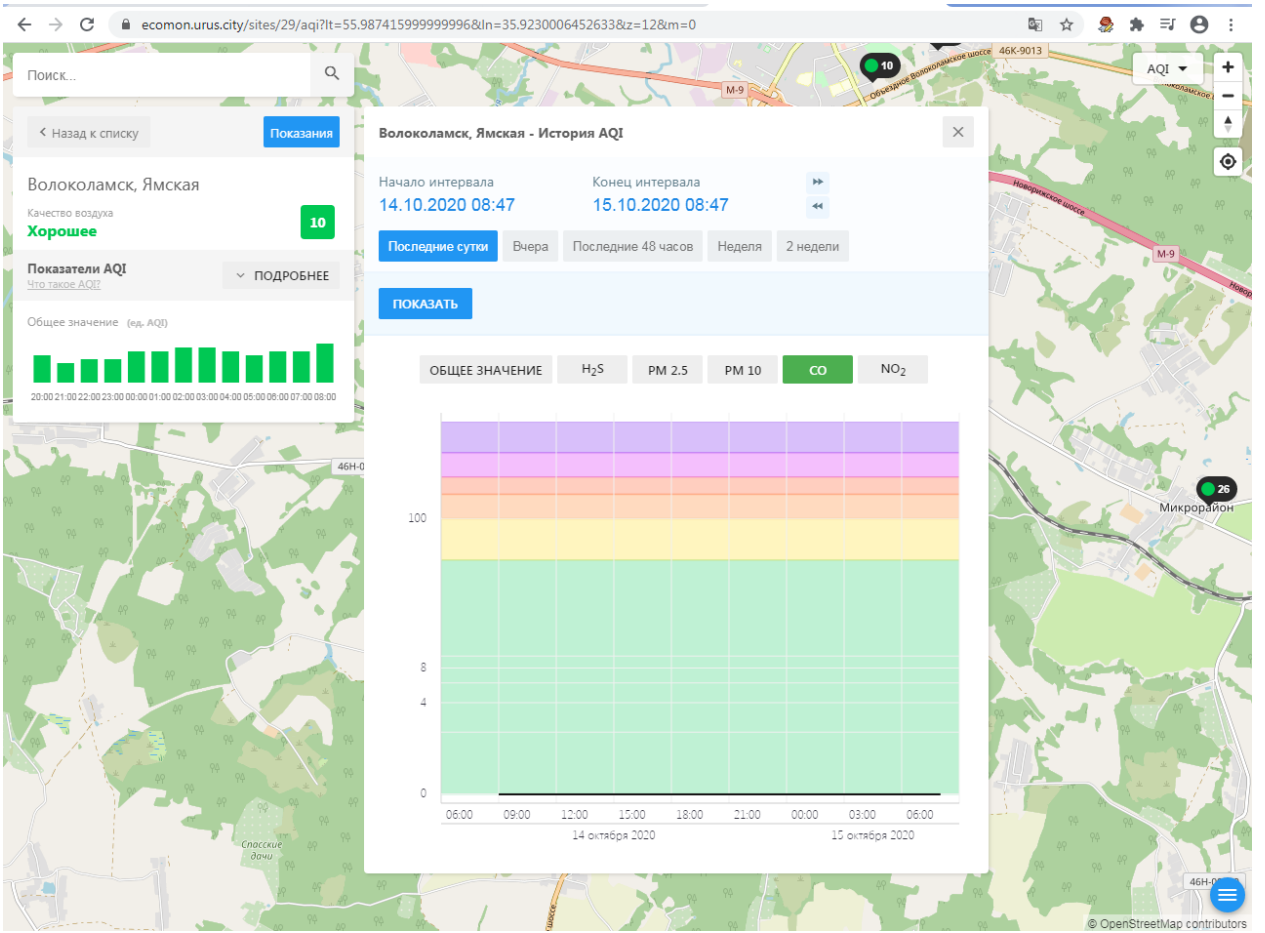 ecomon.urus.city/sites/29/aqi?lt=55.98741599999996&ln=35.9230006452633&z=12&m=0
46К-9013
10
Объездное Волоколамское шоссе
М-9
AQI
Поиск...
Назад к списку
Показания
Волоколамск, Ямская
Качество воздуха
Хорошее
10
Показатели AQI
Что такое AQI?
ПОДРОБНЕЕ
Общее значение (ед. AQI)
20:00 21:00 22:00 23:00 00:00 01:00 02:00 03:00 04:00 05:00 06:00 07:00 08:00
Волоколамск, Ямская - История AQI
Начало интервала
Конец интервала
14.10.2020 08:47
15.10.2020 08:47
Последние сутки
Вчера
Последние 48 часов
Неделя
2 недели
ПОКАЗАТЬ
ОБЩЕЕ ЗНАЧЕНИЕ
H₂S
PM 2.5
PM 10
CO
NO₂
100
8
4
0
06:00 09:00 12:00 15:00 18:00 21:00 00:00 03:00 06:00
14 октября 2020
15 октября 2020
Новорижское шоссе
М-9
26
Микрорайон
Спасские
дачи
© OpenStreetMap contributors